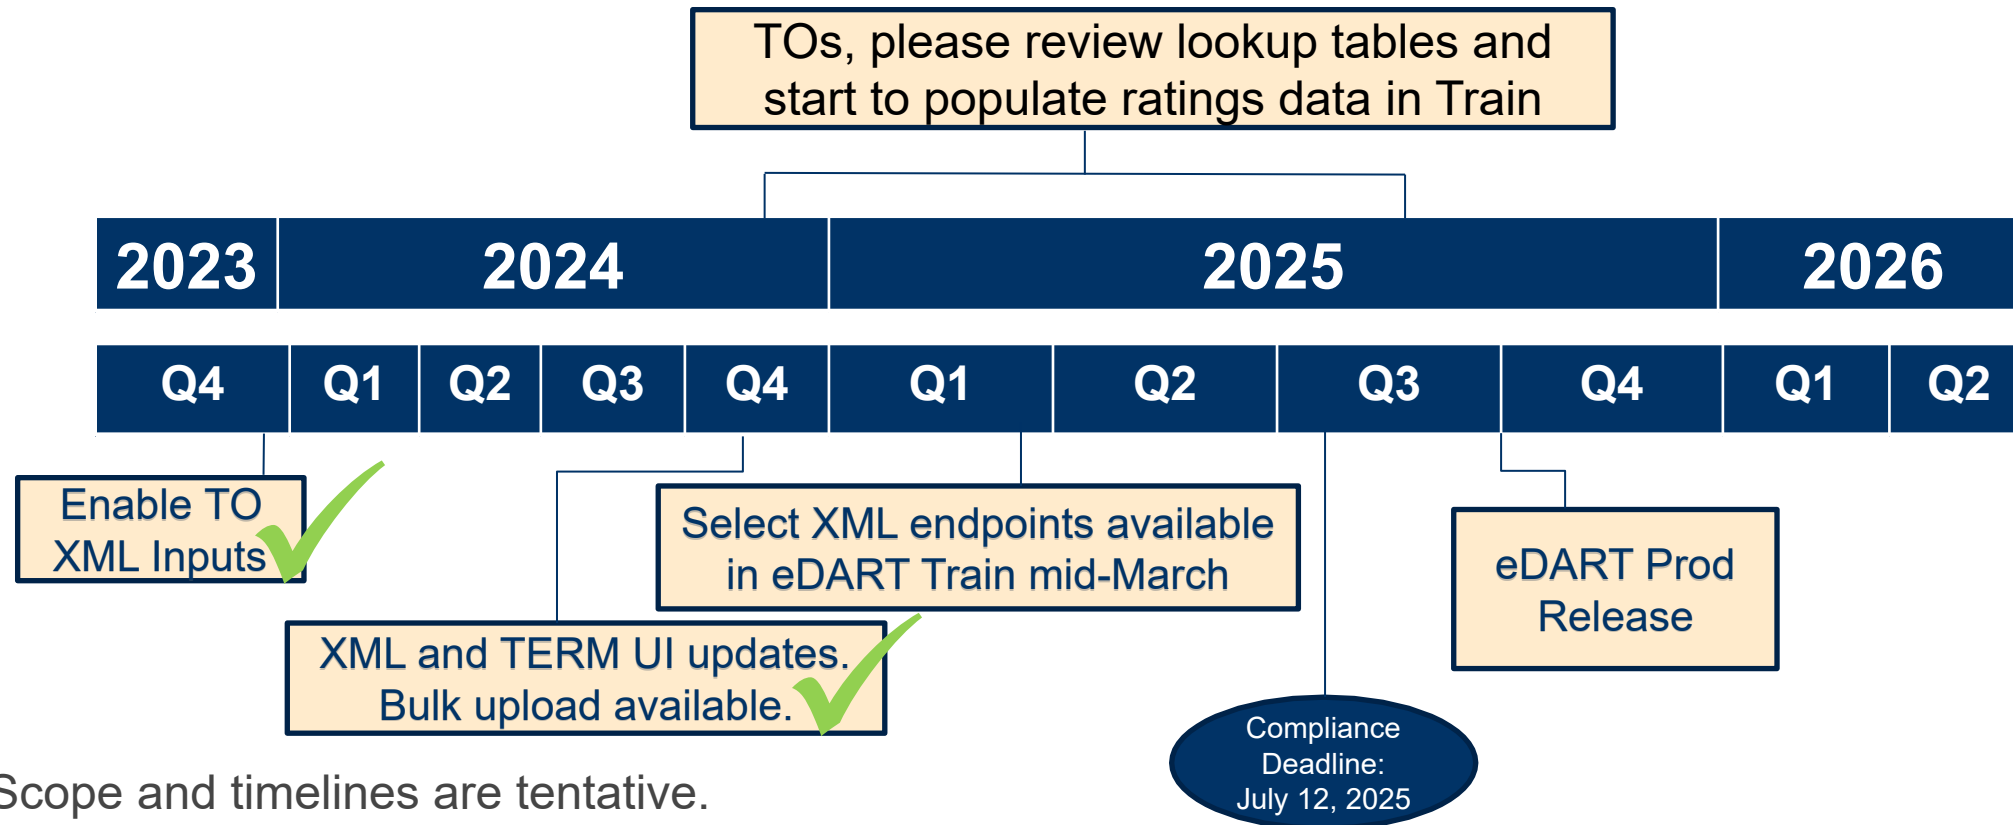 TOs, please review lookup tables and
start to populate ratings data in Train
2023 2024 2025 2026
Q4 Q1 Q2 Q3 Q4 Q1 Q2 Q3 Q4 Q1 Q2
Enable TO
XML Inputs
Select XML endpoints available
in eDART Train mid-March
eDART Prod
Release
XML and TERM UI updates.
Bulk upload available.
Compliance
Deadline:
July 12, 2025
Scope and timelines are tentative.